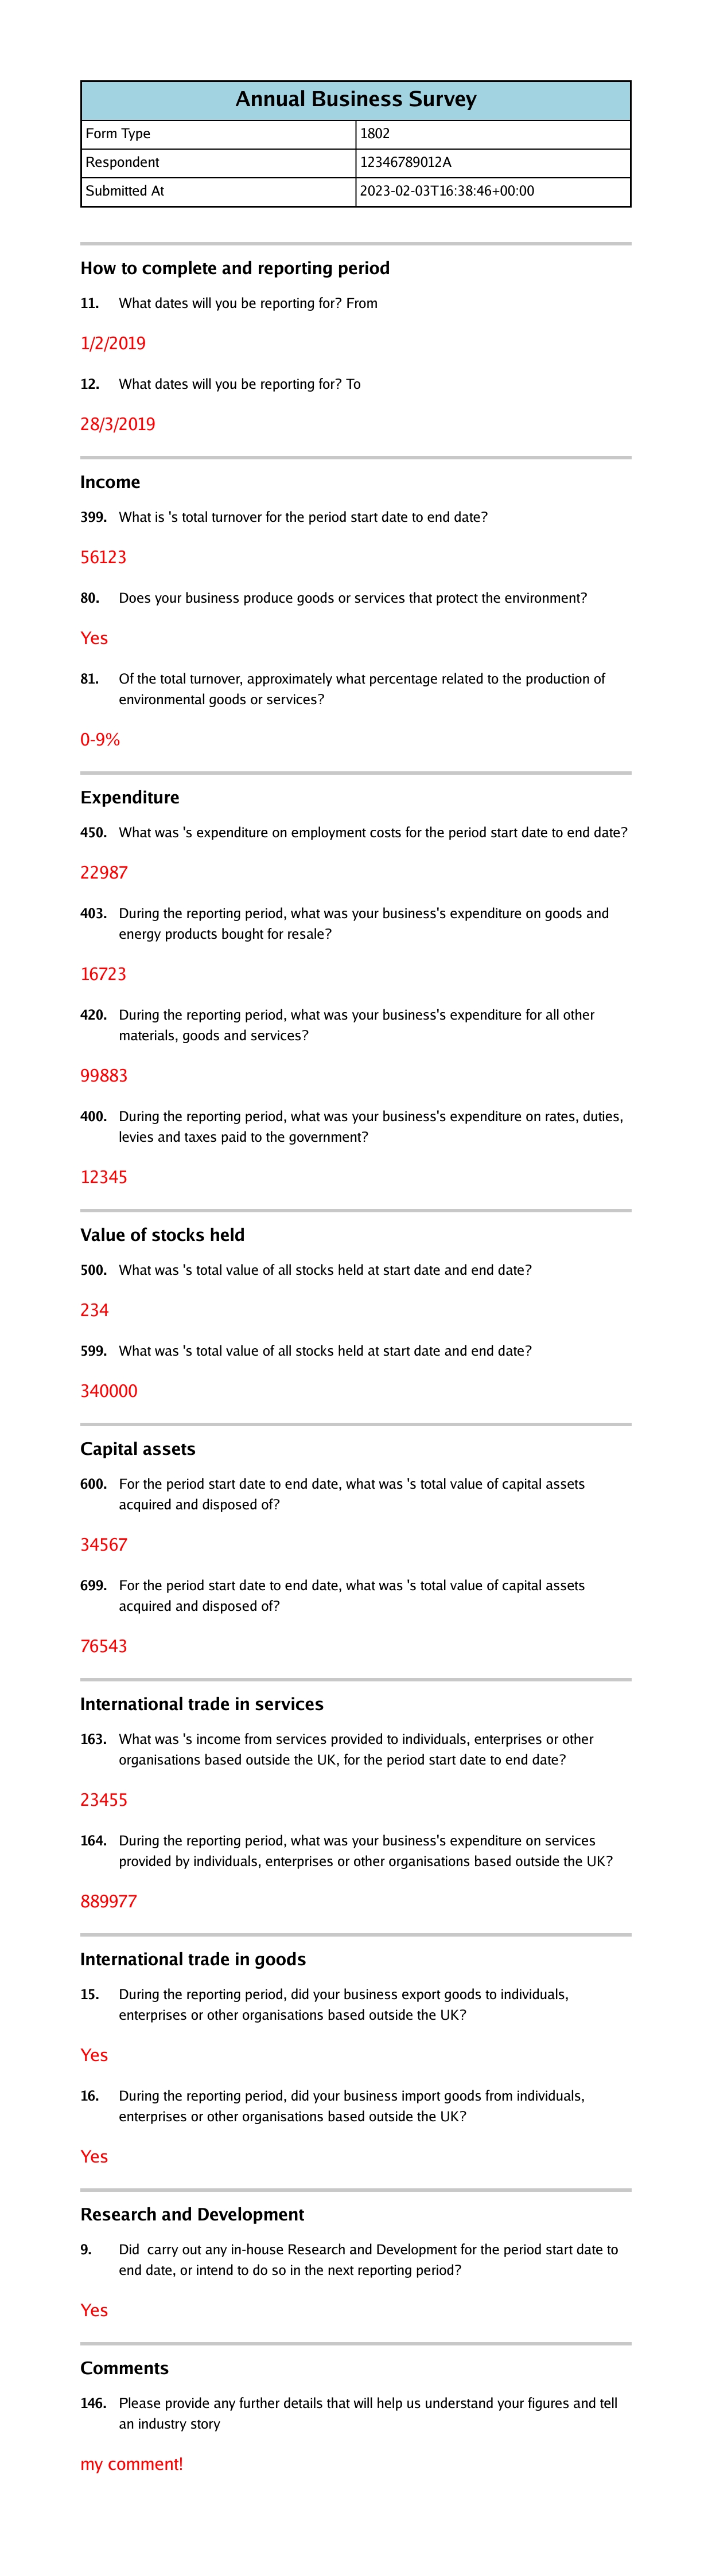 Annual Business Survey
Form Type 1802
Respondent 12346789012A
Submitted At 2023-02-03T16:38:46+00:00
How to complete and reporting period
11. What dates will you be reporting for? From
1/2/2019
12. What dates will you be reporting for? To
28/3/2019
Income
399. What is 's total turnover for the period start date to end date?
56123
80. Does your business produce goods or services that protect the environment?
Yes
81. Of the total turnover, approximately what percentage related to the production of
environmental goods or services?
0-9%
Expenditure
450. What was 's expenditure on employment costs for the period start date to end date?
22987
403. During the reporting period, what was your business's expenditure on goods and
energy products bought for resale?
16723
420. During the reporting period, what was your business's expenditure for all other
materials, goods and services?
99883
400. During the reporting period, what was your business's expenditure on rates, duties,
levies and taxes paid to the government?
12345
Value of stocks held
500. What was 's total value of all stocks held at start date and end date?
234
599. What was 's total value of all stocks held at start date and end date?
340000
Capital assets
600. For the period start date to end date, what was 's total value of capital assets
acquired and disposed of?
34567
699. For the period start date to end date, what was 's total value of capital assets
acquired and disposed of?
76543
International trade in services
163. What was 's income from services provided to individuals, enterprises or other
organisations based outside the UK, for the period start date to end date?
23455
164. During the reporting period, what was your business's expenditure on services
provided by individuals, enterprises or other organisations based outside the UK?
889977
International trade in goods
15. During the reporting period, did your business export goods to individuals,
enterprises or other organisations based outside the UK?
Yes
16. During the reporting period, did your business import goods from individuals,
enterprises or other organisations based outside the UK?
Yes
Research and Development
9. Did  carry out any in-house Research and Development for the period start date to
end date, or intend to do so in the next reporting period?
Yes
Comments
146. Please provide any further details that will help us understand your figures and tell
an industry story
my comment!